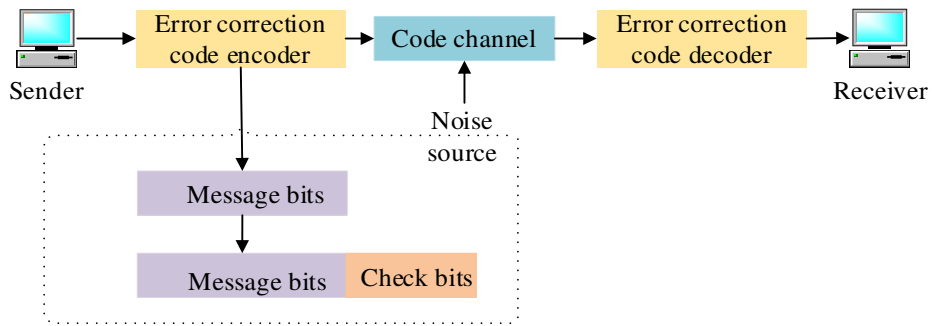 Error correction
code encoder
Code channel
Error correction
code decoder
Sender
Receiver
Noise
source
Message bits
Message bits
Check bits